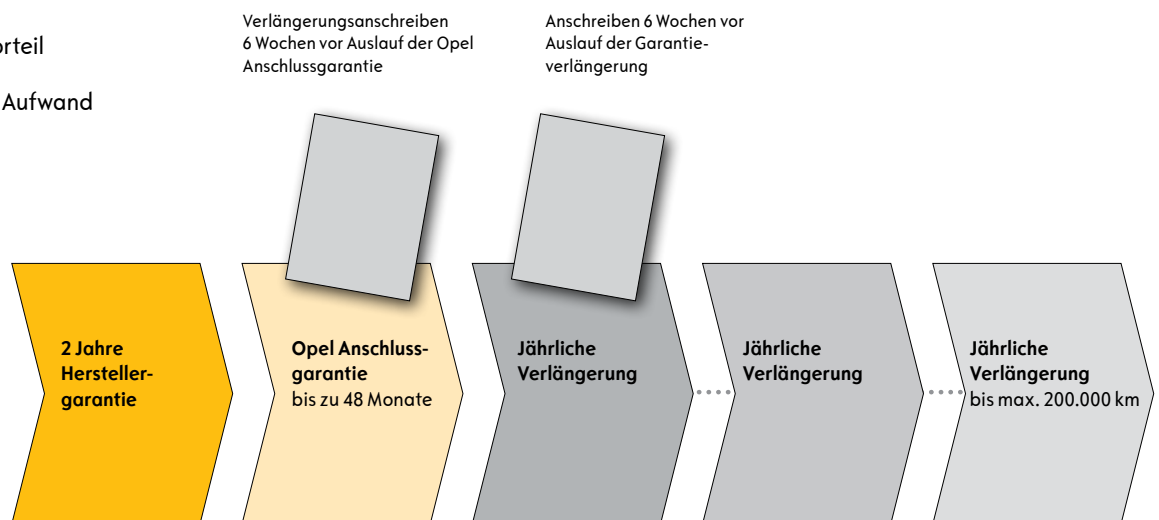 Verlängerungsanschreiben
6 Wochen vor Auslauf der Opel
Anschlussgarantie
Anschreiben 6 Wochen vor
Auslauf der Garantie-
verlängerung
orteil
Aufwand
2 Jahre
Hersteller-
garantie
Opel Anschluss-
garantie
bis zu 48 Monate
Jährliche
Verlängerung
Jährliche
Verlängerung
Jährliche
Verlängerung
bis max. 200.000 km